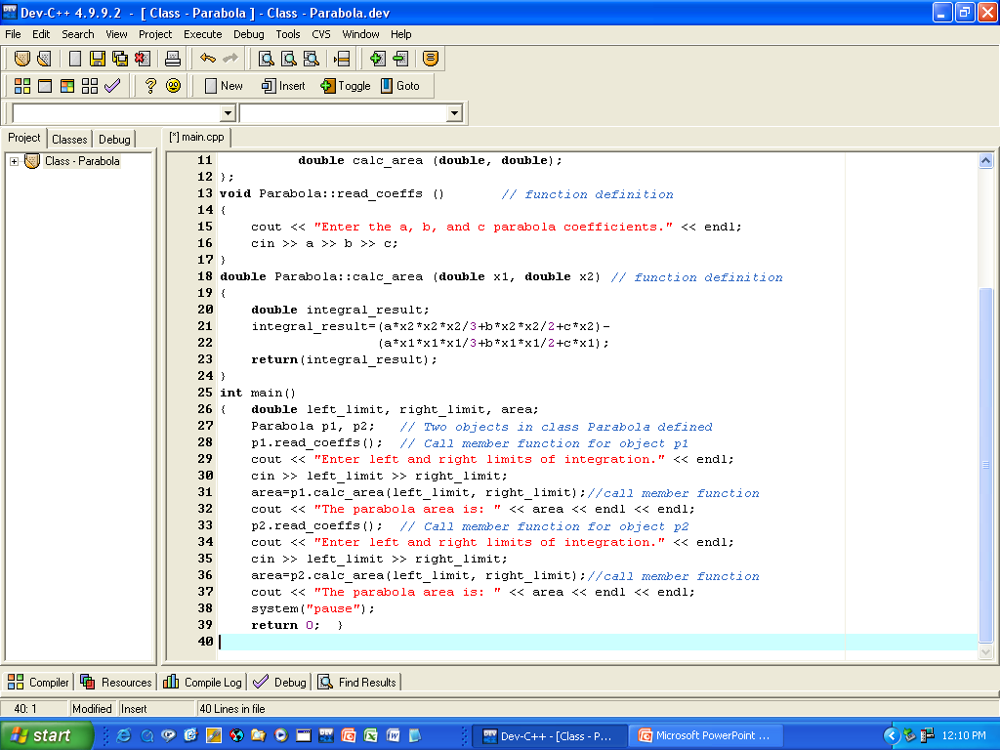 Dev-C++ 4.9.9.2 - [ Class - Parabola ] - Class - Parabola.dev
File Edit Search View Project Execute Debug Tools CVS Window Help
New Insert Toggle Goto
Project Classes Debug
[*] main.cpp
Class - Parabola
11 double calc_area (double, double);
12 };
13 void Parabola::read_coeffs () // function definition
14 {
15 cout << "Enter the a, b, and c parabola coefficients." << endl;
16 cin >> a >> b >> c;
17 }
18 double Parabola::calc_area (double x1, double x2) // function definition
19 {
20 double integral_result;
21 integral_result=(a*x2*x2*x2/3+b*x2*x2/2+c*x2)-
22 (a*x1*x1*x1/3+b*x1*x1/2+c*x1);
23 return(integral_result);
24 }
25 int main()
26 { double left_limit, right_limit, area;
27 Parabola p1, p2; // Two objects in class Parabola defined
28 p1.read_coeffs(); // Call member function for object p1
29 cout << "Enter left and right limits of integration." << endl;
30 cin >> left_limit >> right_limit;
31 area=p1.calc_area(left_limit, right_limit);//call member function
32 cout << "The parabola area is: " << area << endl << endl;
33 p2.read_coeffs(); // Call member function for object p2
34 cout << "Enter left and right limits of integration." << endl;
35 cin >> left_limit >> right_limit;
36 area=p2.calc_area(left_limit, right_limit);//call member function
37 cout << "The parabola area is: " << area << endl << endl;
38 system("pause");
39 return 0; }
40
Compiler Resources Compile Log Debug Find Results
40: 1 Modified Insert 40 Lines in file
start Dev-C++ - [Class - P... Microsoft PowerPoint ... 12:10 PM